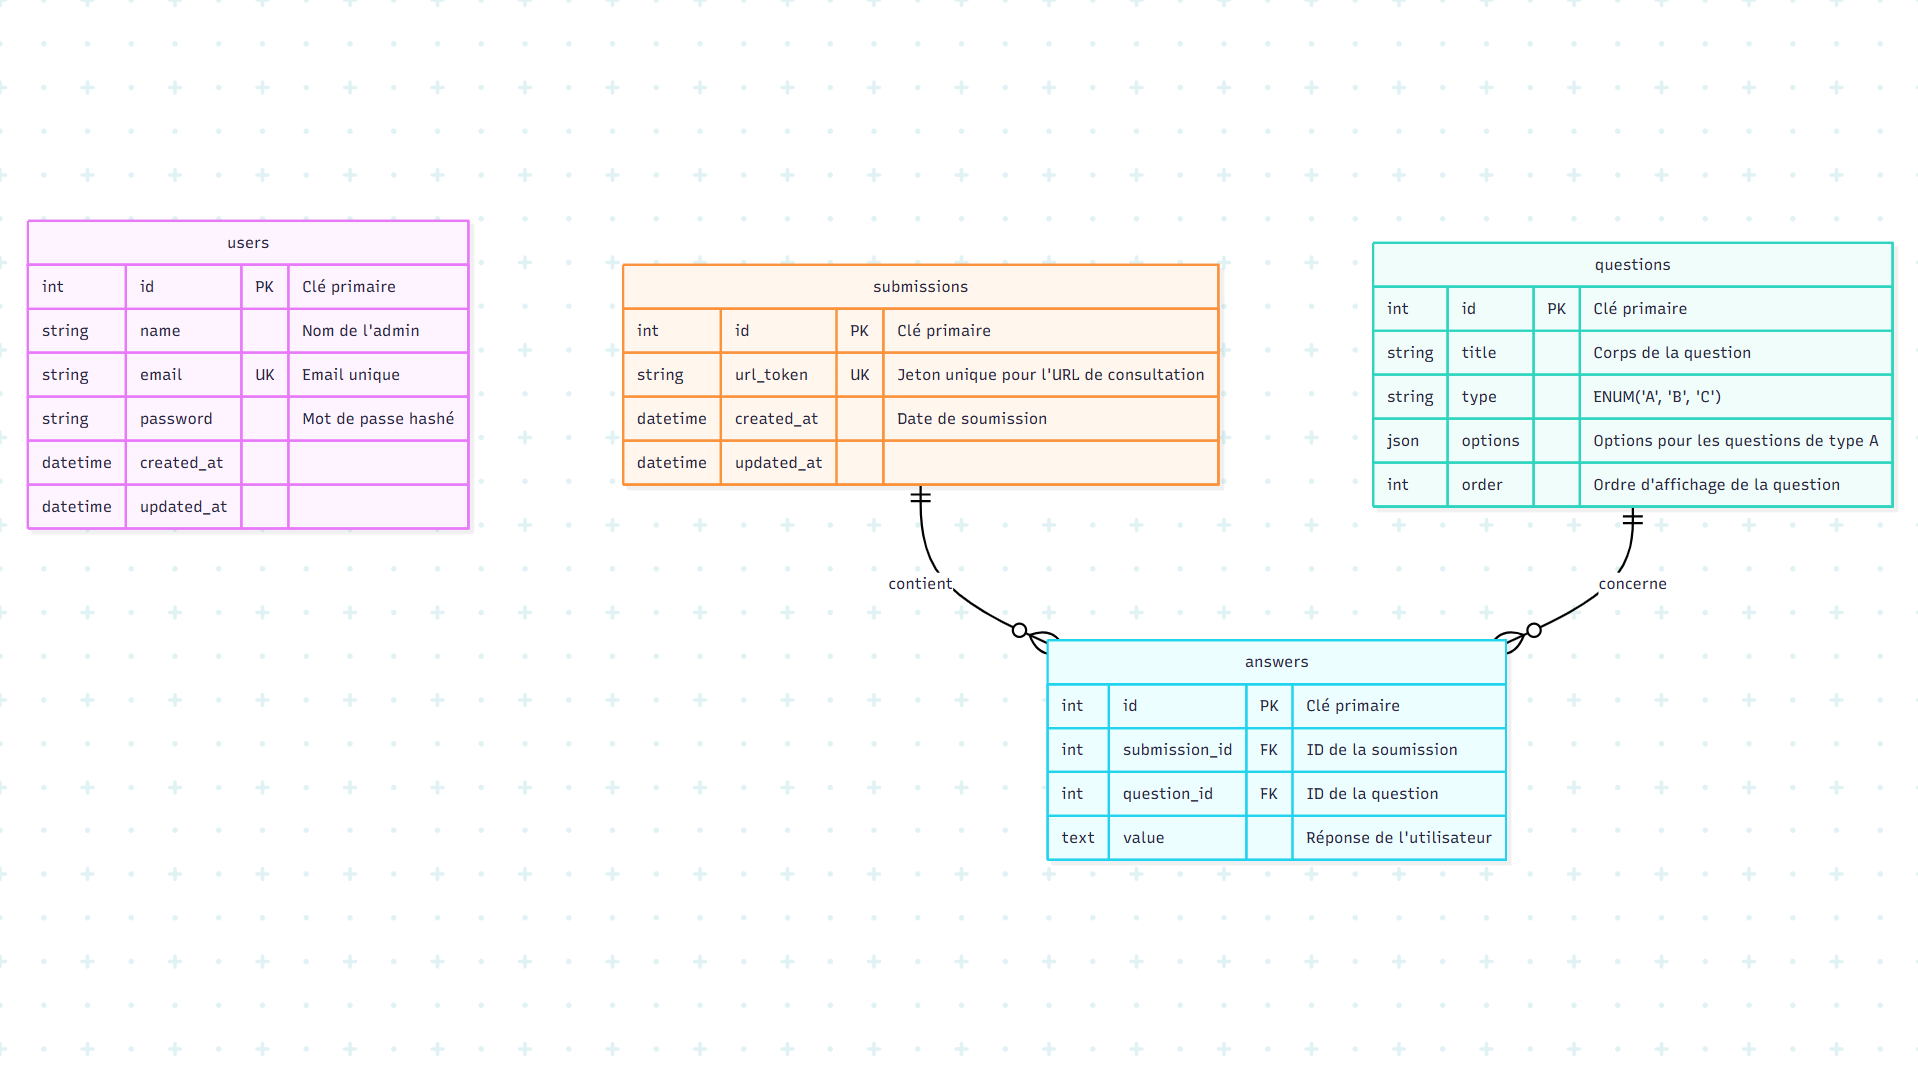 users
int id PK Clé primaire
string name Nom de l'admin
string email UK Email unique
string password Mot de passe hashé
datetime created_at
datetime updated_at
submissions
int id PK Clé primaire
string url_token UK Jeton unique pour l'URL de consultation
datetime created_at Date de soumission
datetime updated_at
questions
int id PK Clé primaire
string title Corps de la question
string type ENUM('A', 'B', 'C')
json options Options pour les questions de type A
int order Ordre d'affichage de la question
contient
concerne
answers
int id PK Clé primaire
int submission_id FK ID de la soumission
int question_id FK ID de la question
text value Réponse de l'utilisateur